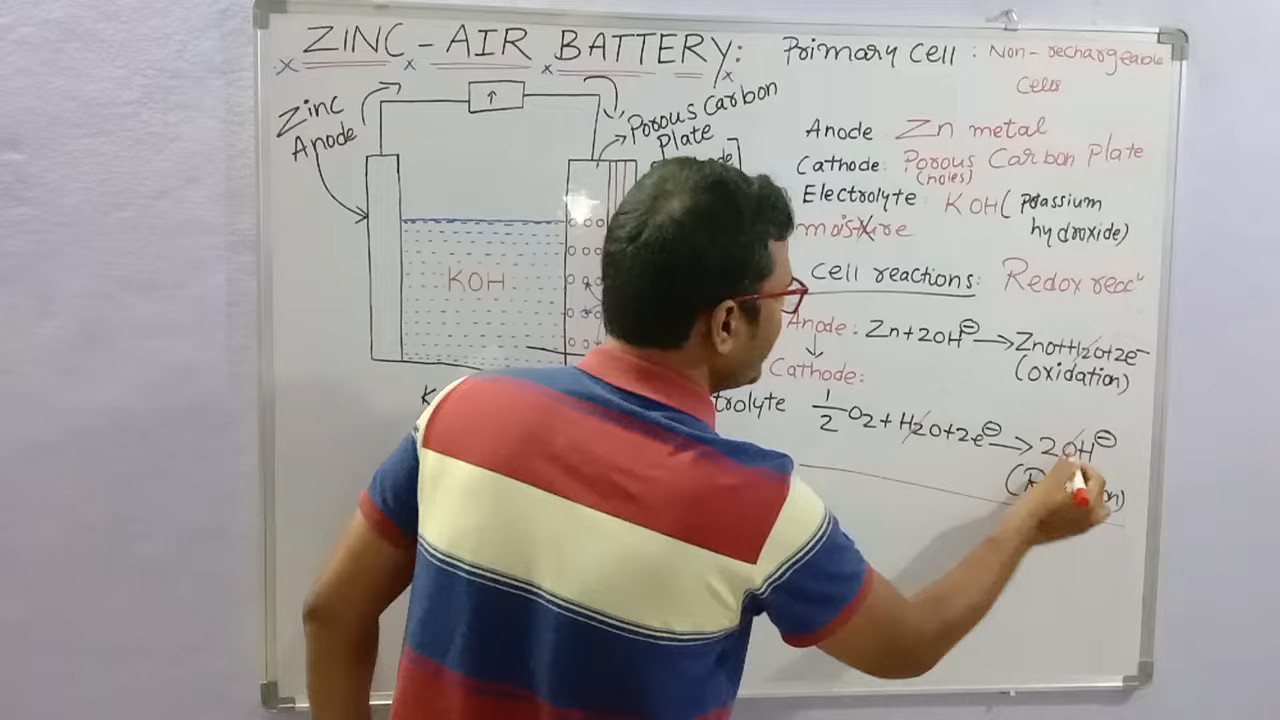 ZINC-AIR BATTERY:
Zinc
Anode
Porous Carbon
Plate
KOH
Primary Cell: Non-rechargeable
Cells
Anode: Zn metal
Cathode: Porous Carbon Plate
(holes)
Electrolyte: KOH (Potassium
hydroxide)
moisture
Cell reactions: Redox reacⁿ
Anode: Zn+2OH⊖ → ZnO+H2O+2e-
(oxidation)
Cathode:
trolyte
1/2 O2+H2O+2e⊖ → 2OH⊖